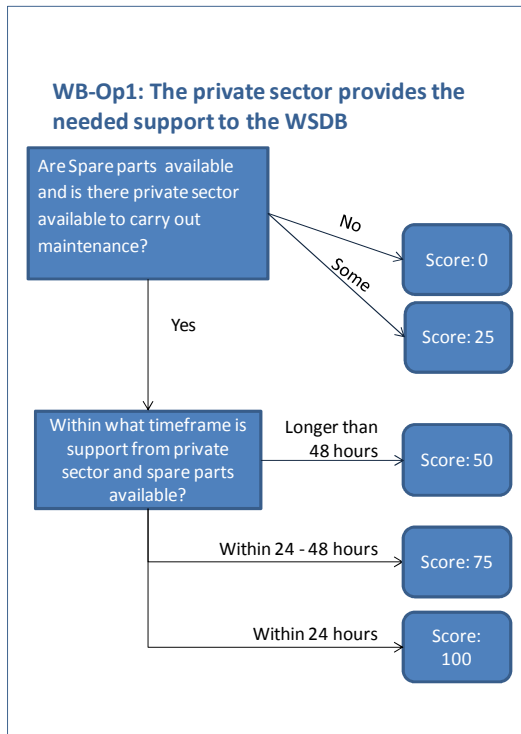 WB-Op1: The private sector provides the
needed support to the WSDB
Are Spare parts available
and is there private sector
available to carry out
maintenance?
No
Score: 0
Some
Score: 25
Yes
Within what timeframe is
support from private
sector and spare parts
available?
Longer than
48 hours
Score: 50
Within 24 - 48 hours
Score: 75
Within 24 hours
Score:
100